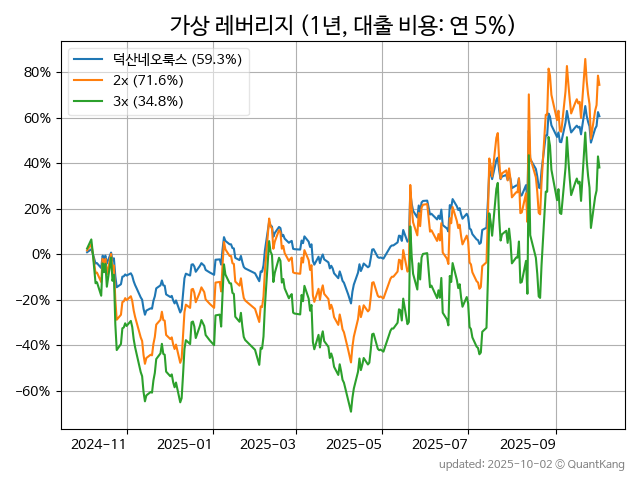 가상 레버리지 (1년, 대출 비용: 연 5%)
덕산네오룩스 (59.3%)
2x (71.6%)
3x (34.8%)
80%
60%
40%
20%
0%
−20%
−40%
−60%
2024-11
2025-01
2025-03
2025-05
2025-07
2025-09
updated: 2025-10-02 © QuantKang